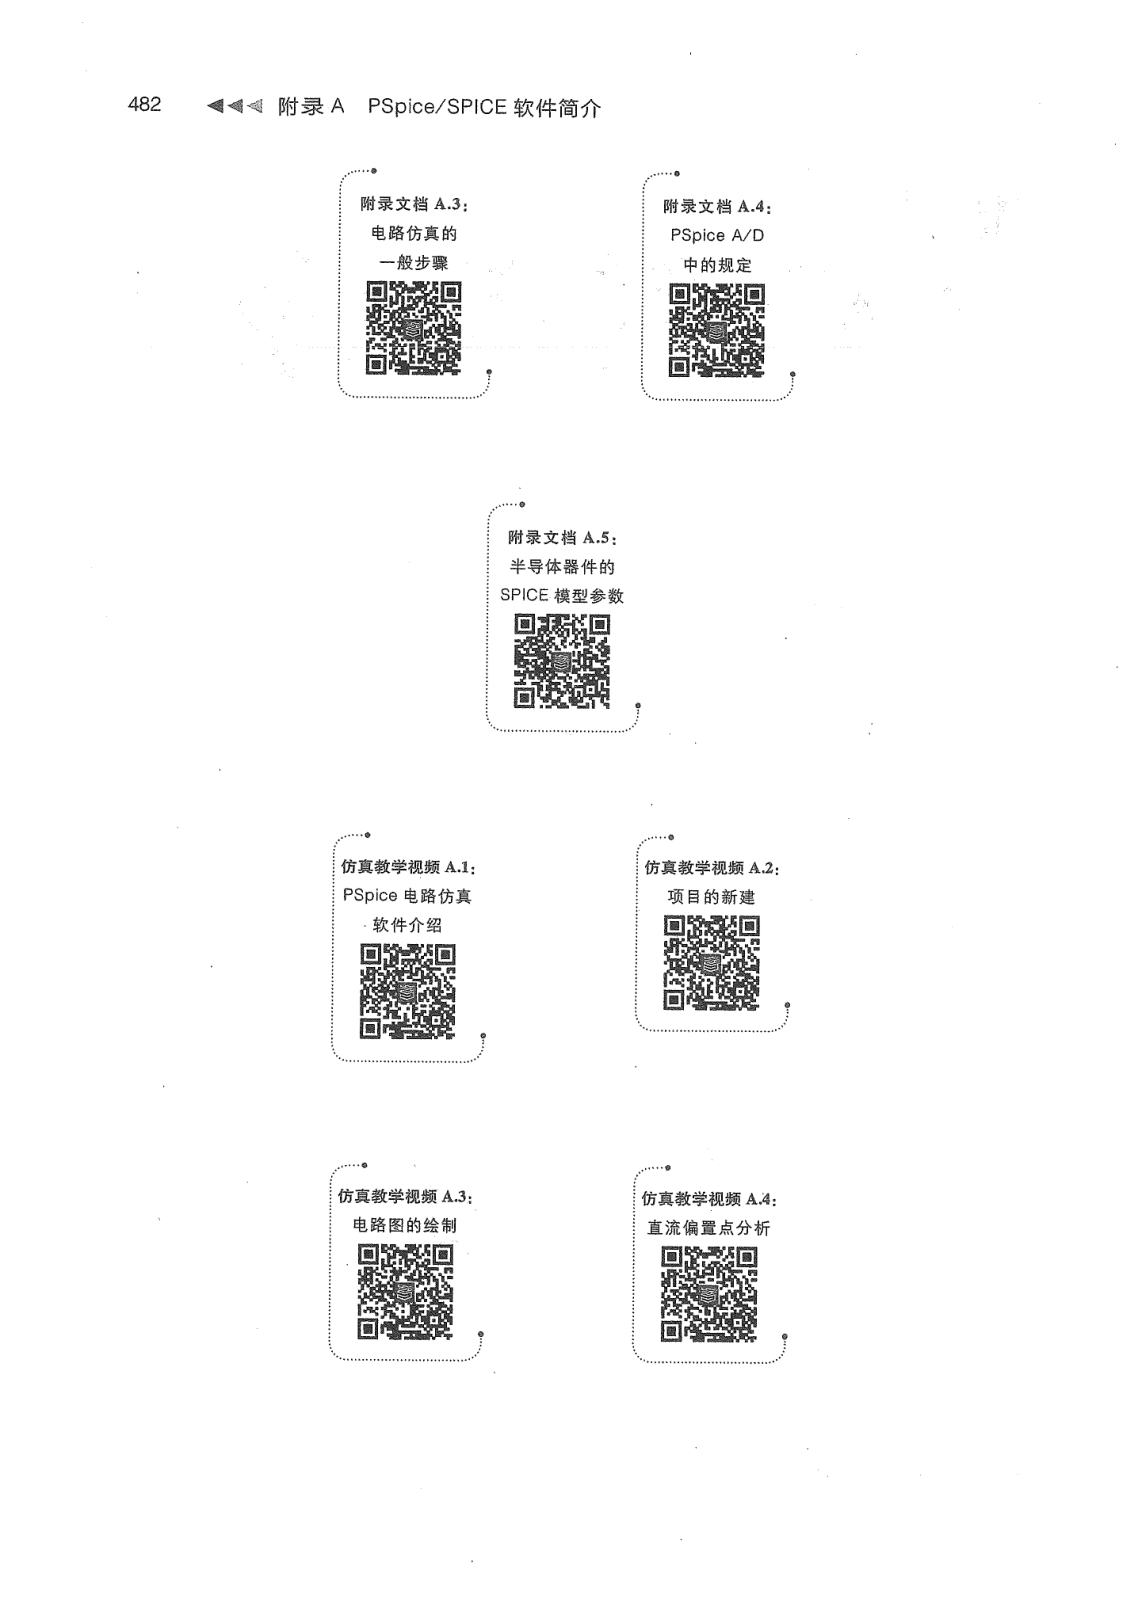 482 附录 A PSpice/SPICE 软件简介
附录文档 A.3:
电路仿真的
一般步骤
附录文档 A.4:
PSpice A/D
中的规定
附录文档 A.5:
半导体器件的
SPICE 模型参数
仿真教学视频 A.1:
PSpice 电路仿真
软件介绍
仿真教学视频 A.2:
项目的新建
仿真教学视频 A.3:
电路图的绘制
仿真教学视频 A.4:
直流偏置点分析